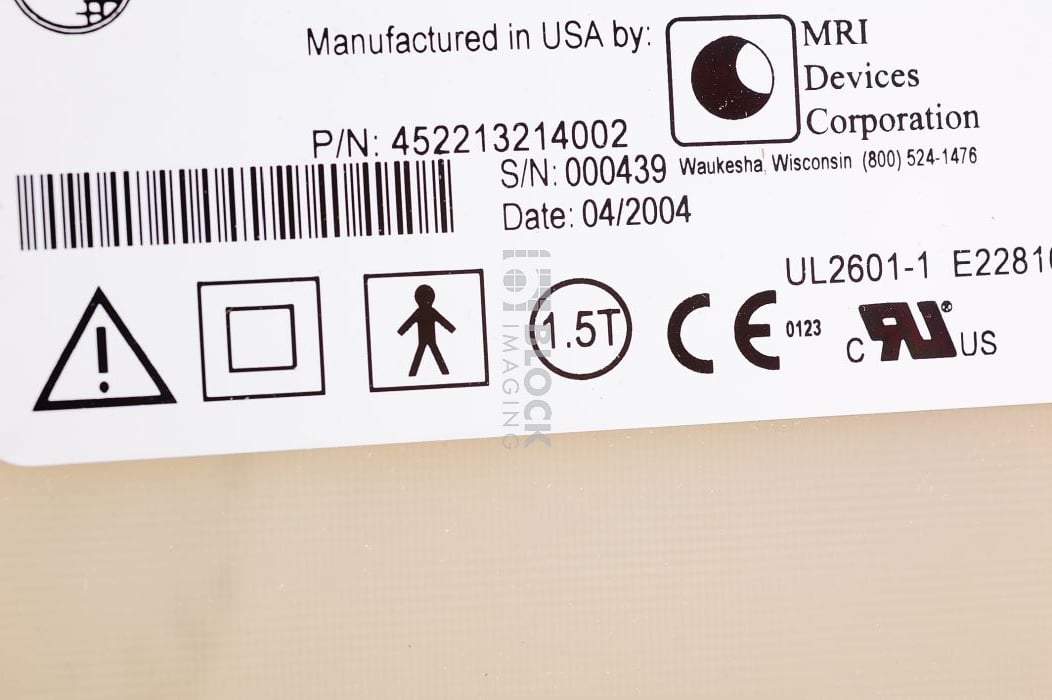 Manufactured in USA by:
MRI
Devices
Corporation
P/N: 452213214002
S/N: 000439 Waukesha, Wisconsin (800) 524-1476
Date: 04/2004
UL2601-1
1.5T
CE 0123
C RU® US
BLOCK
IMAGING